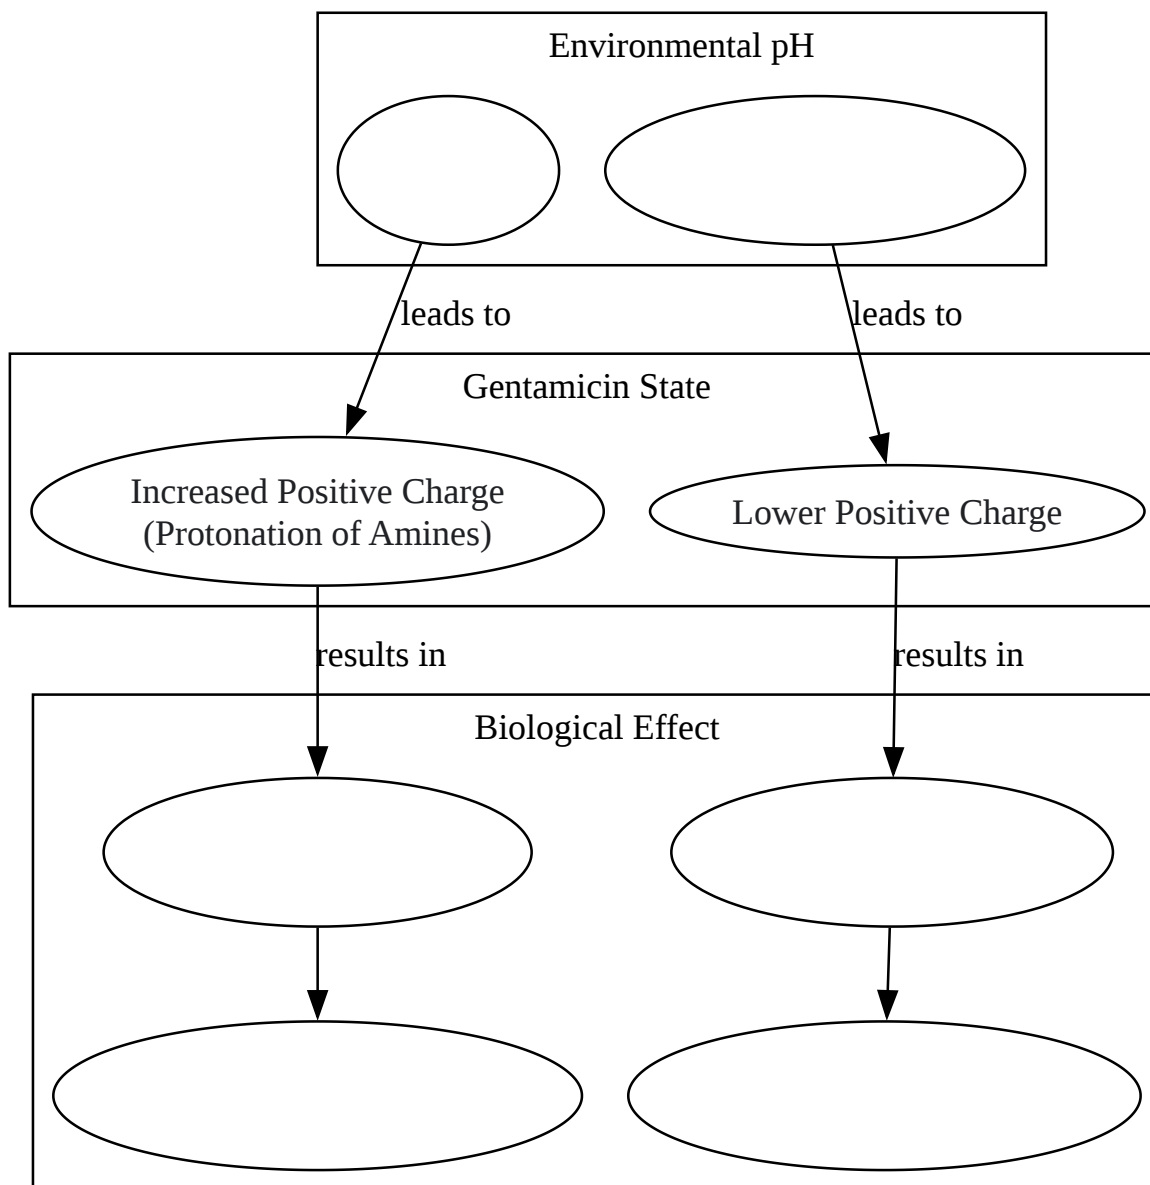 Environmental pH
leads to
leads to
Gentamicin State
Increased Positive Charge
(Protonation of Amines)
Lower Positive Charge
results in
results in
Biological Effect